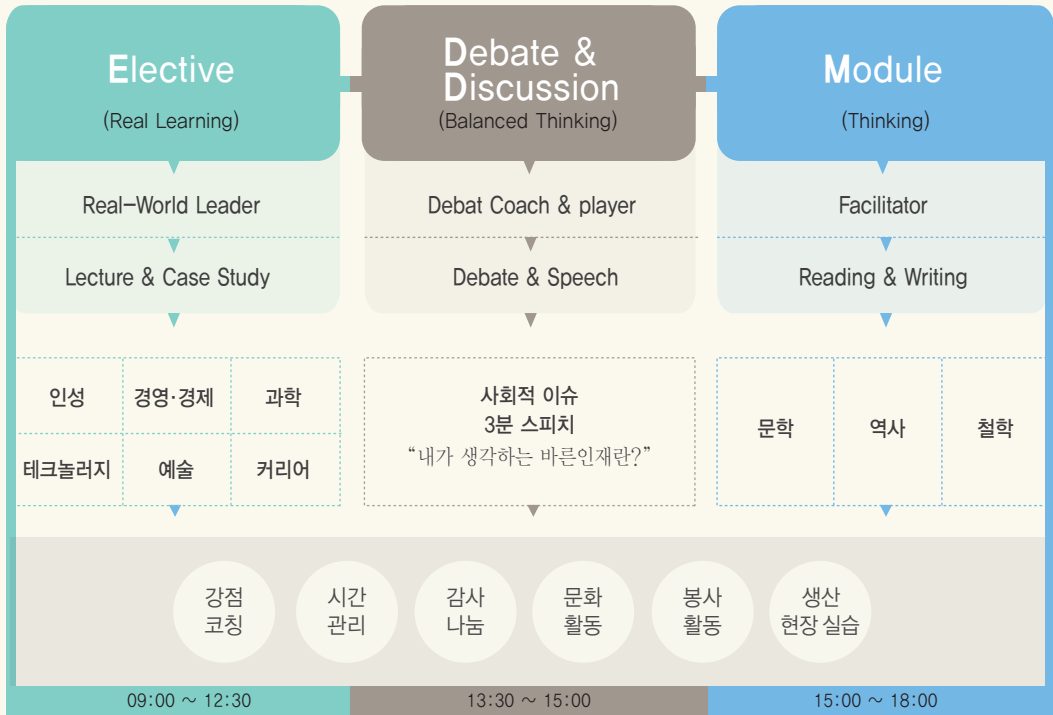 Elective
(Real Learning)
Real-World Leader
Lecture & Case Study
인성
경영·경제
과학
테크놀러지
예술
커리어
Debate &
Discussion
(Balanced Thinking)
Debat Coach & player
Debate & Speech
사회적 이슈
3분 스피치
“내가 생각하는 바른인재란?”
Module
(Thinking)
Facilitator
Reading & Writing
문학
역사
철학
강점
코칭
시간
관리
감사
나눔
문화
활동
봉사
활동
생산
현장 실습
09:00 ~ 12:30
13:30 ~ 15:00
15:00 ~ 18:00